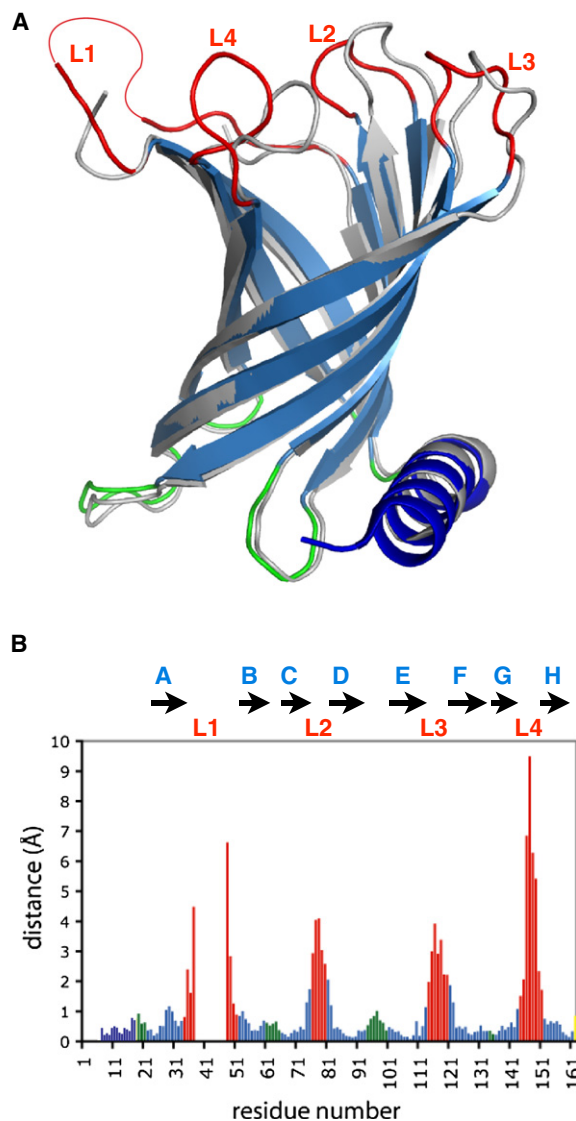 A
L1 L4 L2 L3
B
A B C D E F G H
L1 L2 L3 L4
10
9
8
7
6
5
4
3
2
1
0
distance (Å)
1 11 21 31 41 51 61 71 81 91 101 111 121 131 141 151 161
residue number